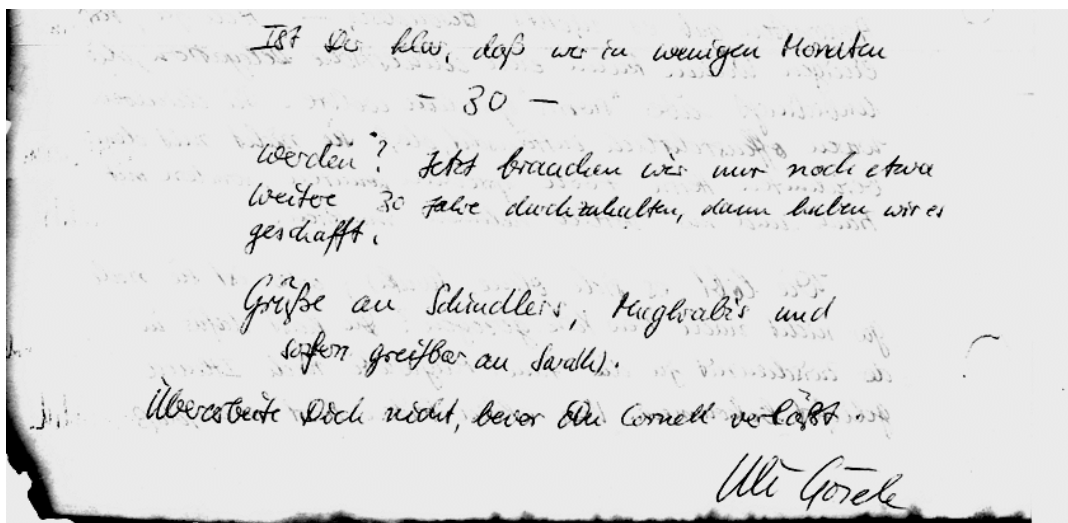 Ist Dir klar, daß wir in wenigen Monaten
- 30 -
werden? Jetzt brauchen wir nur noch etwa
weitere 30 Jahre durchzuhalten, dann haben wir es
geschafft.
Grüße an Schindlers, Mughrabi's und
sofern greifbar an Sarah).
Überarbeite Dich nicht, bevor Du Cornell verläßt.
Uli